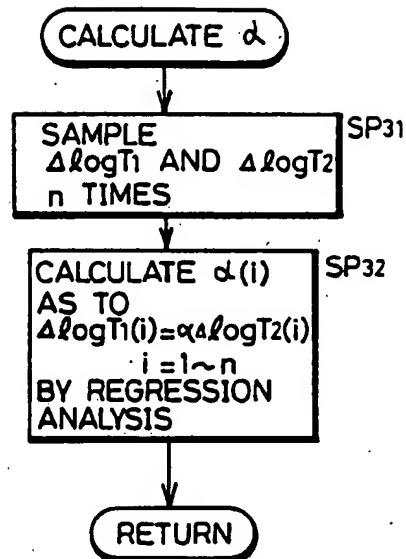 CALCULATE α
SAMPLE
ΔlogT1 AND ΔlogT2
n TIMES
SP31
CALCULATE α(i)
AS TO
ΔlogT1(i)=αΔlogT2(i)
i=1~n
BY REGRESSION
ANALYSIS
SP32
RETURN